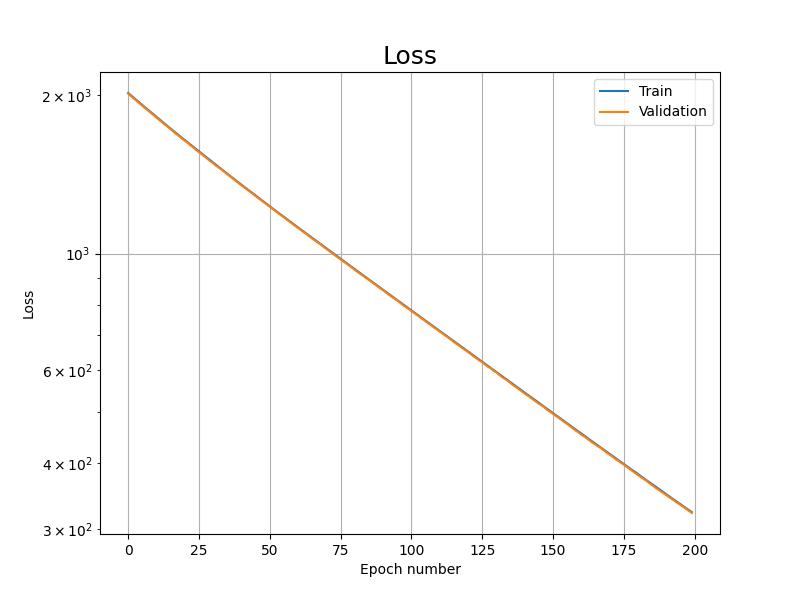 Loss
Train
Validation
2 × 10³
10³
6 × 10²
4 × 10²
3 × 10²
Loss
0 25 50 75 100 125 150 175 200
Epoch number